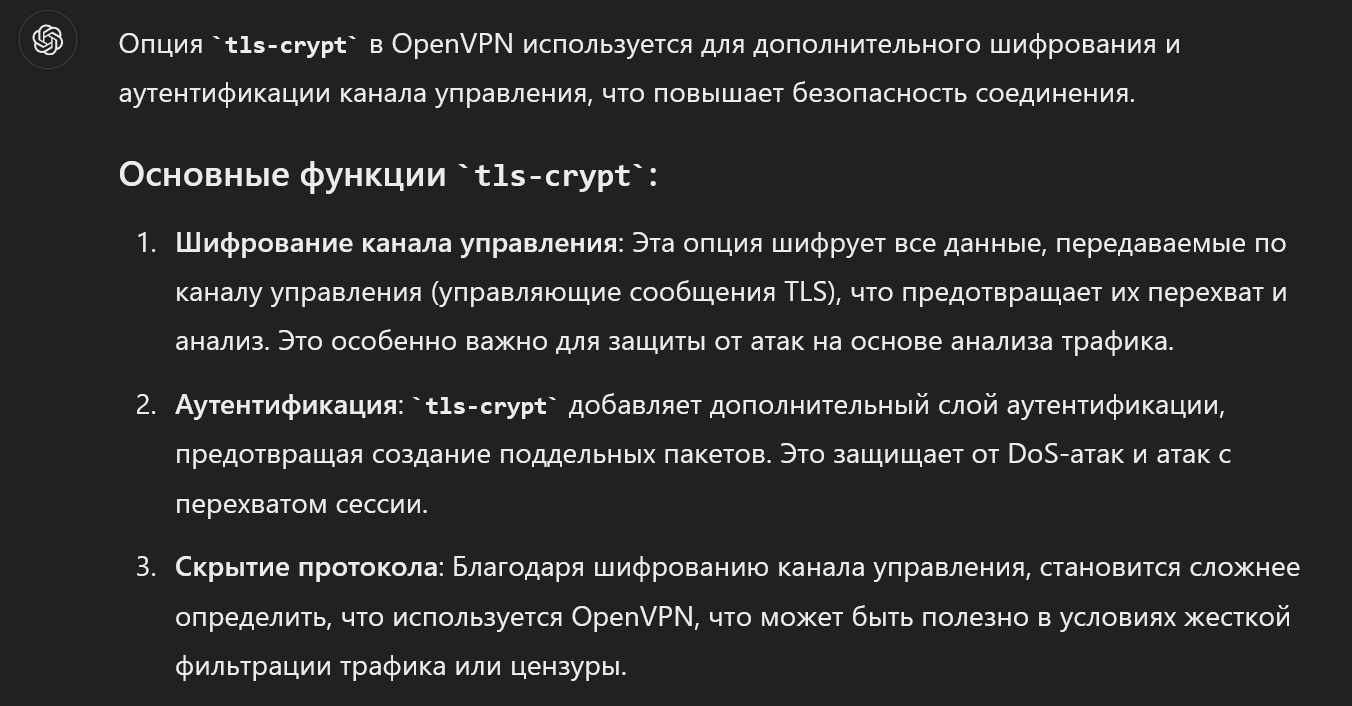 Опция `tls-crypt` в OpenVPN используется для дополнительного шифрования и
аутентификации канала управления, что повышает безопасность соединения.
Основные функции `tls-crypt`:
1. Шифрование канала управления: Эта опция шифрует все данные, передаваемые по
каналу управления (управляющие сообщения TLS), что предотвращает их перехват и
анализ. Это особенно важно для защиты от атак на основе анализа трафика.
2. Аутентификация: `tls-crypt` добавляет дополнительный слой аутентификации,
предотвращая создание поддельных пакетов. Это защищает от DoS-атак и атак с
перехватом сессии.
3. Скрытие протокола: Благодаря шифрованию канала управления, становится сложнее
определить, что используется OpenVPN, что может быть полезно в условиях жесткой
фильтрации трафика или цензуры.